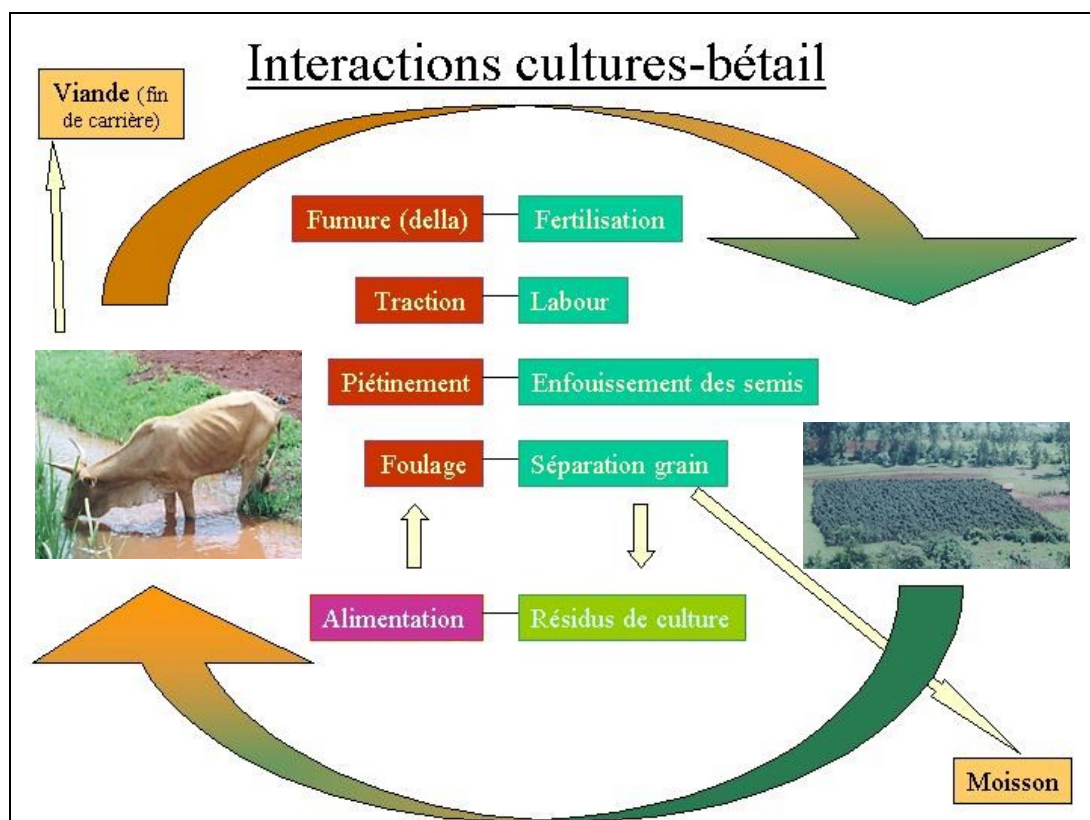 Interactions cultures-bétail
Viande (fin
de carrière)
Fumure (della)
Fertilisation
Traction
Labour
Piétinement
Enfouissement des semis
Foulage
Séparation grain
Alimentation
Résidus de culture
Moisson